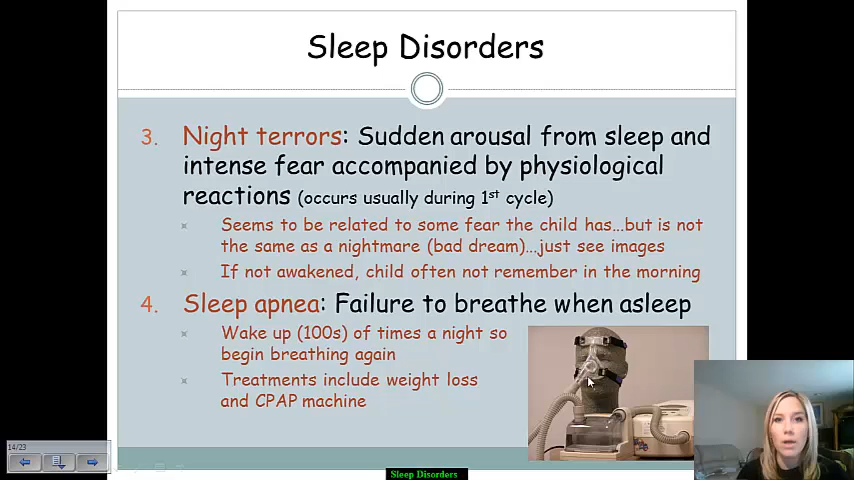 Sleep Disorders
3. Night terrors: Sudden arousal from sleep and
intense fear accompanied by physiological
reactions (occurs usually during 1st cycle)
Seems to be related to some fear the child has...but is not
the same as a nightmare (bad dream)...just see images
If not awakened, child often not remember in the morning
4. Sleep apnea: Failure to breathe when asleep
Wake up (100s) of times a night so
begin breathing again
Treatments include weight loss
and CPAP machine
14/23
Sleep Disorders